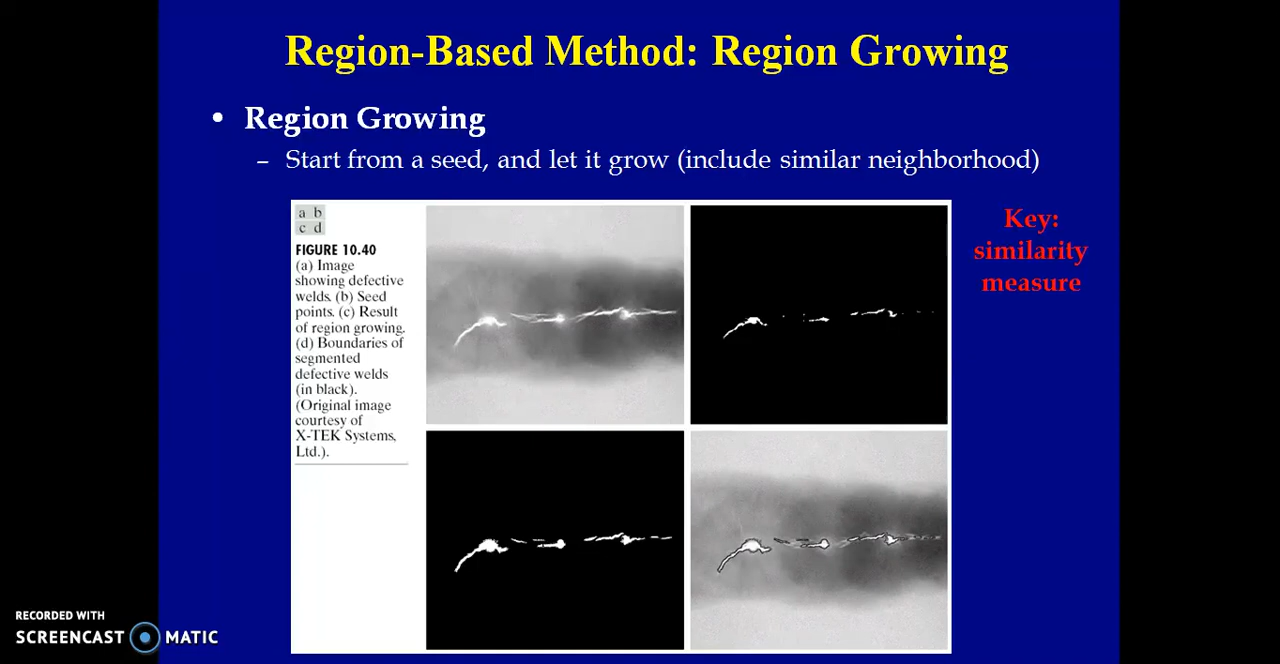 Region-Based Method: Region Growing
• Region Growing
– Start from a seed, and let it grow (include similar neighborhood)
a b
c d
FIGURE 10.40
(a) Image
showing defective
welds. (b) Seed
points. (c) Result
of region growing.
(d) Boundaries of
segmented
defective welds
(in black).
(Original image
courtesy of
X-TEK Systems,
Ltd.).
Key:
similarity
measure
RECORDED WITH
SCREENCAST MATIC